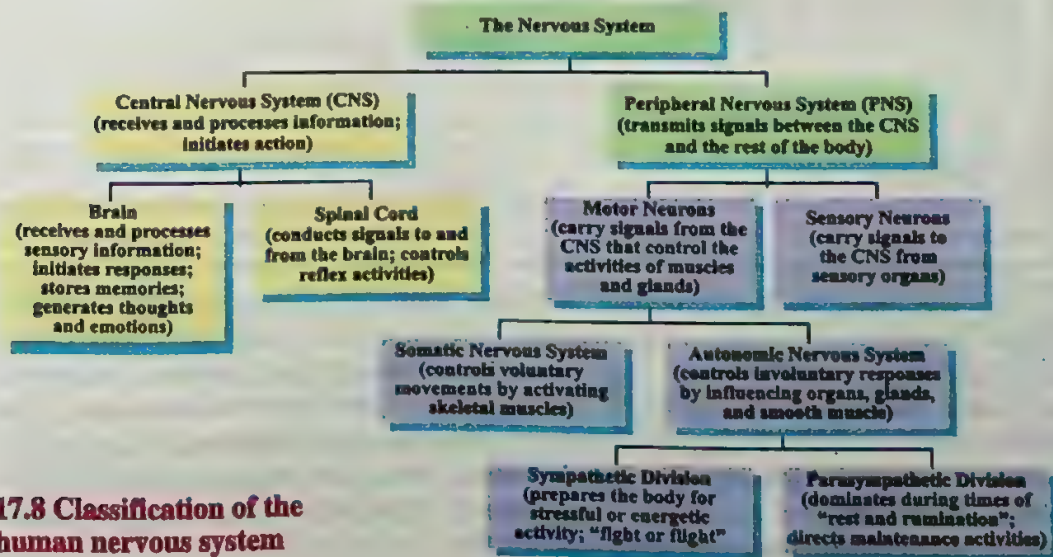 The Nervous System
Central Nervous System (CNS)
(receives and processes information;
initiates action)
Peripheral Nervous System (PNS)
(transmits signals between the CNS
and the rest of the body)
Brain
(receives and processes
sensory information;
initiates responses;
stores memories;
generates thoughts
and emotions)
Spinal Cord
(conducts signals to and
from the brain; controls
reflex activities)
Motor Neurons
(carry signals from the
CNS that control the
activities of muscles
and glands)
Sensory Neurons
(carry signals to
the CNS from
sensory organs)
Somatic Nervous System
(controls voluntary
movements by activating
skeletal muscles)
Autonomic Nervous System
(controls involuntary responses
by influencing organs, glands,
and smooth muscle)
Sympathetic Division
(prepares the body for
stressful or energetic
activity; "fight or flight"
Parasympathetic Division
(dominates during times of
"rest and rumination";
directs maintenance activities)
17.8 Classification of the
human nervous system